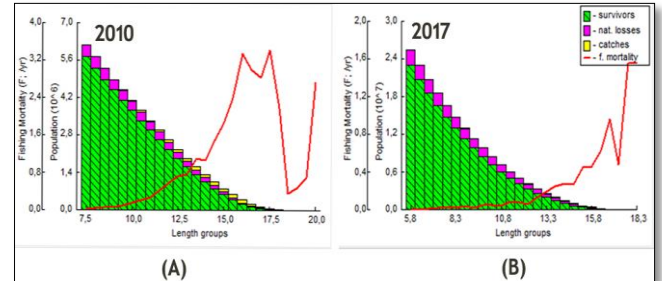 2010
Fishing Mortality (F; /yr)
4,0
3,2
2,4
1,6
0,8
0,0
Population (10^6)
7,0
5,6
4,2
2,8
1,4
0,0
7,5 10,0 12,5 15,0 17,5 20,0
Length groups
(A)
2017
Fishing Mortality (F; /yr)
2,0
1,6
1,2
0,8
0,4
0,0
Population (10^7)
3,0
2,4
1,8
1,2
0,6
0,0
5,8 8,3 10,8 13,3 15,8 18,3
Length groups
- survivors
- nat. losses
- catches
- f. mortality
(B)